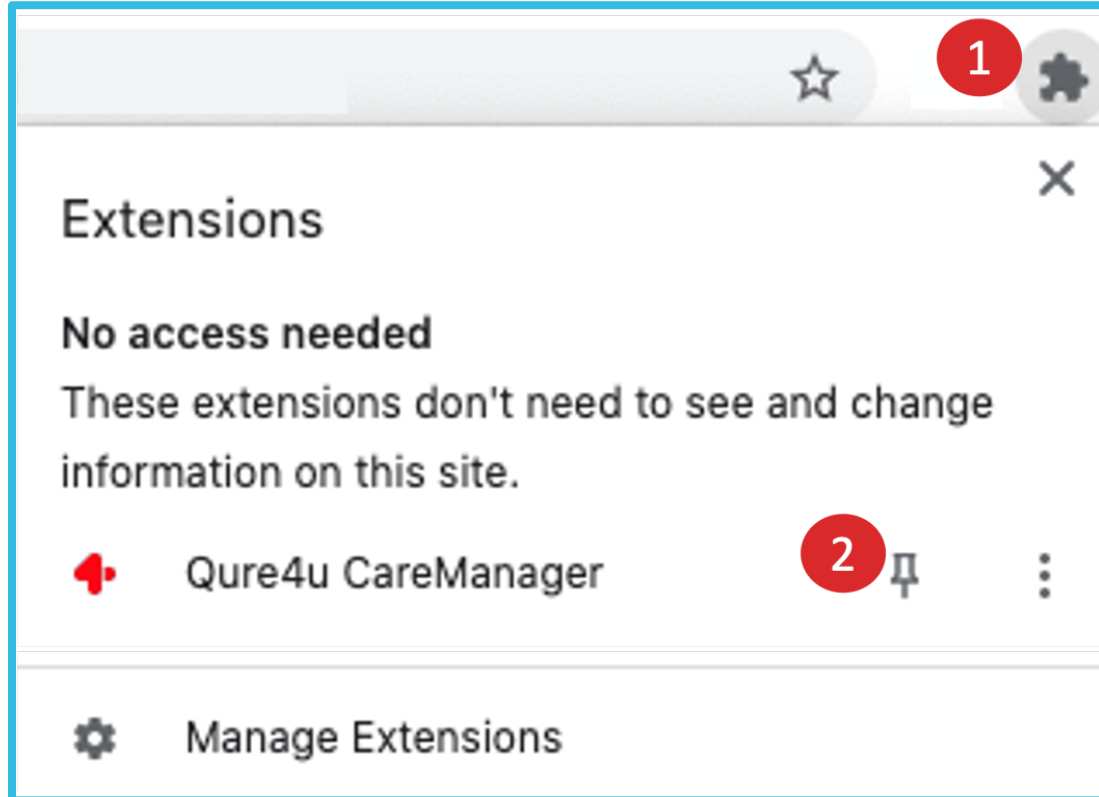 1
Extensions
No access needed
These extensions don't need to see and change
information on this site.
Qure4u CareManager
2
Manage Extensions